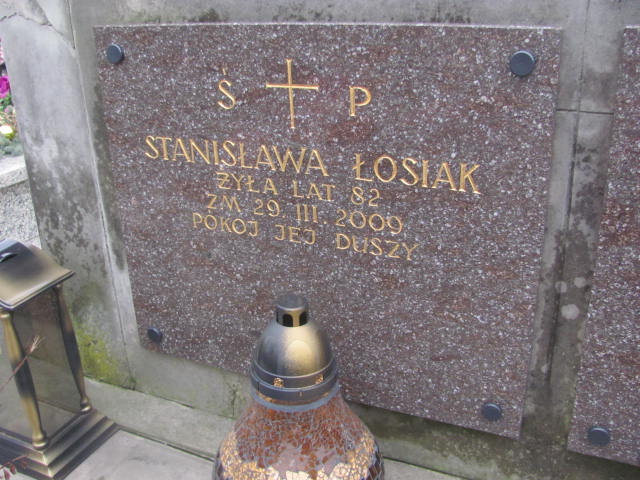 Ś P
STANISŁAWA ŁOSIAK
ŻYŁA LAT 82
ZM 29 III 2009
POKÓJ JEJ DUSZY